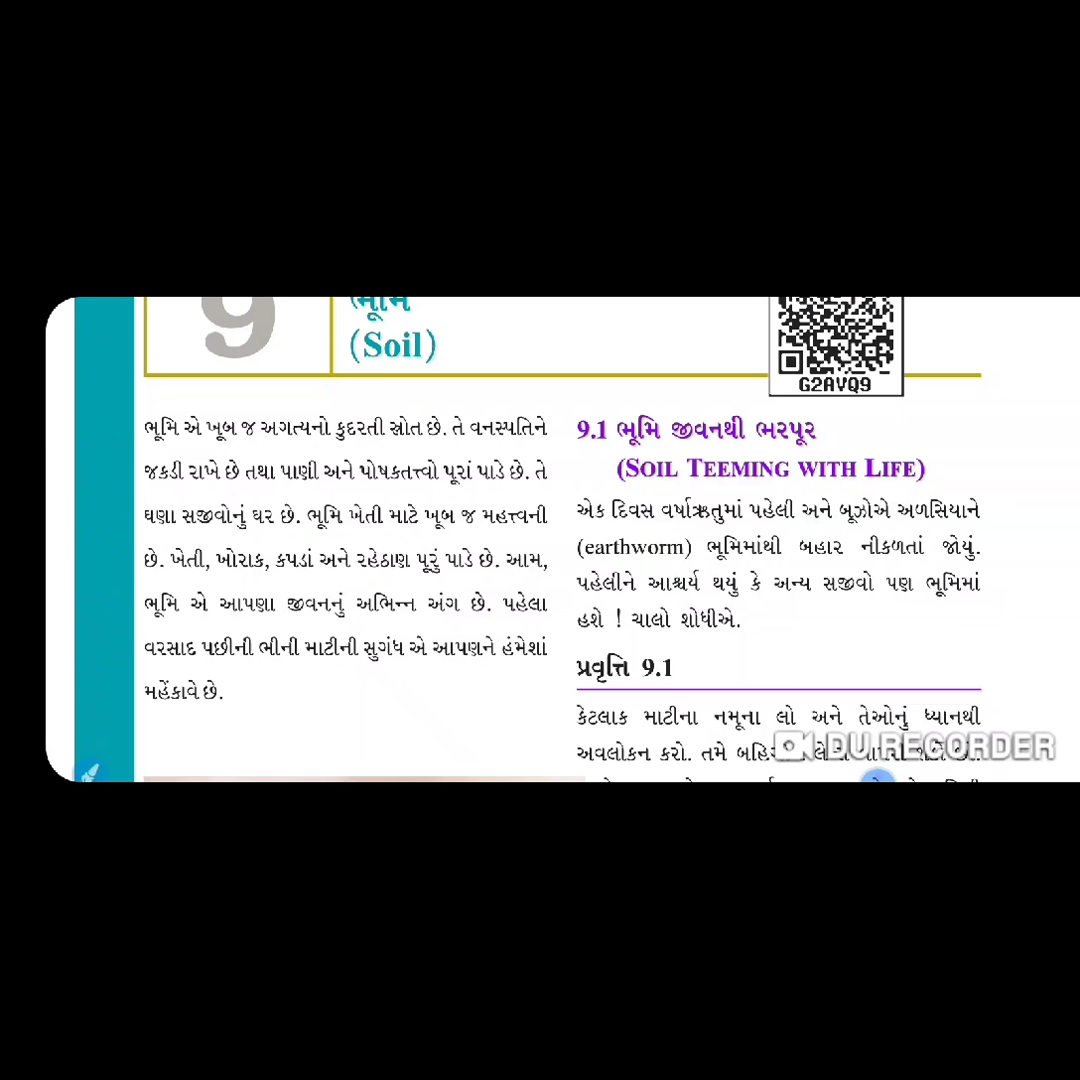 9
ભૂમિ
(Soil)
G2AVQ9
ભૂમિ એ ખૂબ જ અગત્યનો કુદરતી સ્રોત છે. તે વનસ્પતિને
જકડી રાખે છે તથા પાણી અને પોષકતત્ત્વો પૂરાં પાડે છે. તે
ઘણા સજીવોનું ઘર છે. ભૂમિ ખેતી માટે ખૂબ જ મહત્ત્વની
છે. ખેતી, ખોરાક, કપડાં અને રહેઠાણ પૂરું પાડે છે. આમ,
ભૂમિ એ આપણા જીવનનું અભિન્ન અંગ છે. પહેલા
વરસાદ પછીની ભીની માટીની સુગંધ એ આપણને હંમેશાં
મહેંકાવે છે.
9.1 ભૂમિ જીવનથી ભરપૂર
(SOIL TEEMING WITH LIFE)
એક દિવસ વર્ષાઋતુમાં પહેલી અને બૂઝોએ અળસિયાને
(earthworm) ભૂમિમાંથી બહાર નીકળતાં જોયું.
પહેલીને આશ્ચર્ય થયું કે અન્ય સજીવો પણ ભૂમિમાં
હશે ! ચાલો શોધીએ.
પ્રવૃત્તિ 9.1
કેટલાક માટીના નમૂના લો અને તેઓનું ધ્યાનથી
અવલોકન કરો. તમે
DU RECORDER